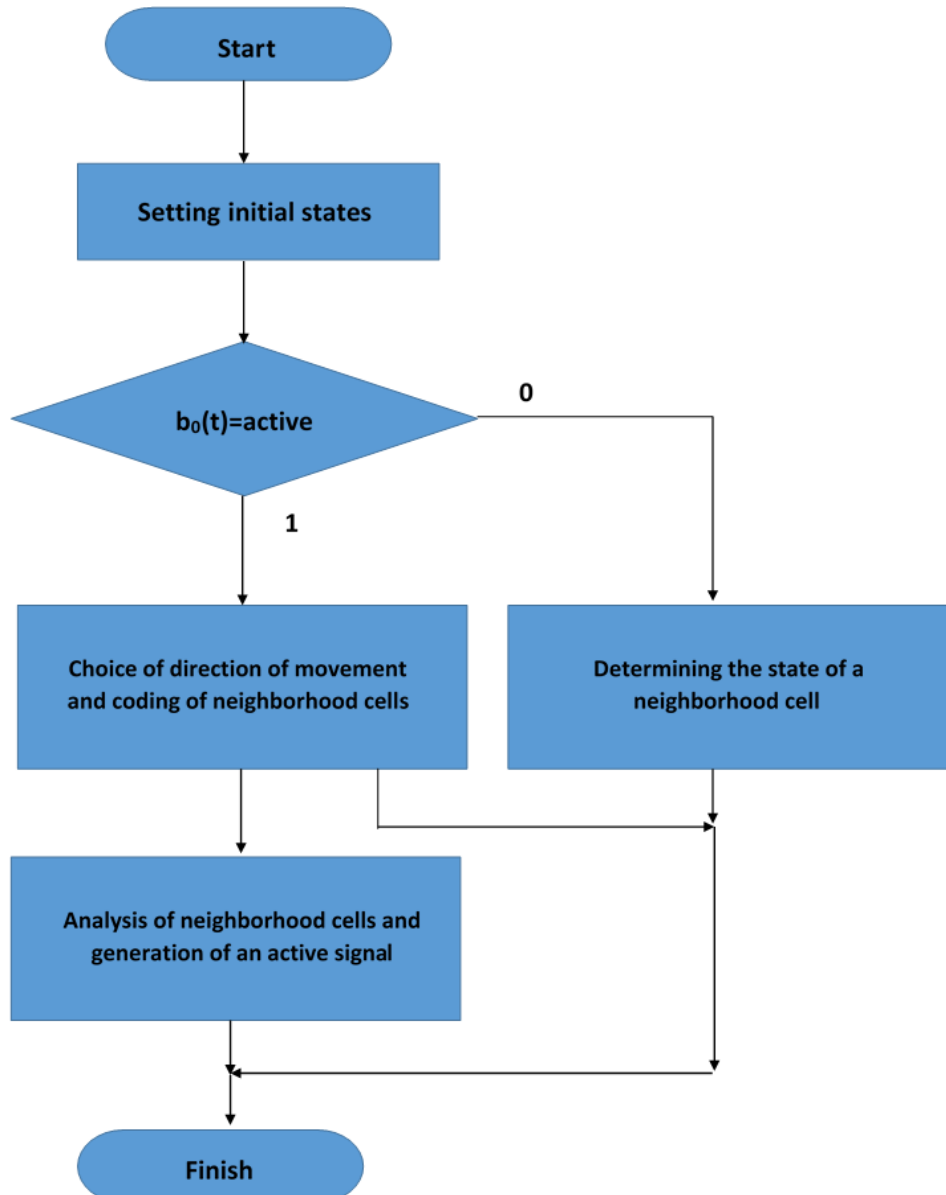 Start
Setting initial states
b₀(t)=active
0
1
Choice of direction of movement
and coding of neighborhood cells
Determining the state of a
neighborhood cell
Analysis of neighborhood cells and
generation of an active signal
Finish